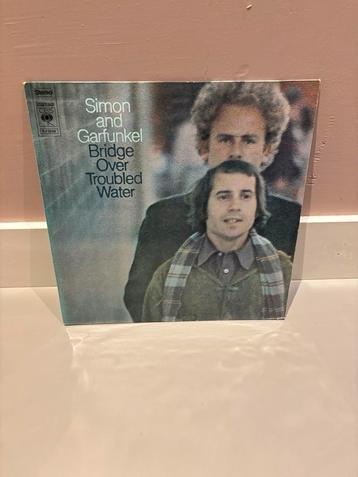 Stereo
Simon
and
Garfunkel
Bridge
Over
Troubled
Water